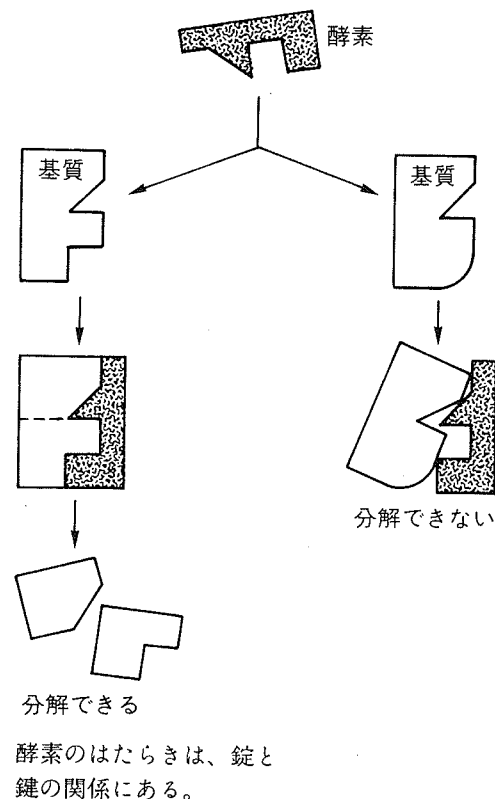 酵素
基質
基質
分解できない
分解できる
酵素のはたらきは、錠と
鍵の関係にある。